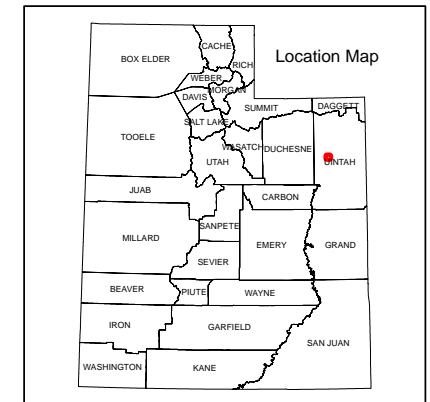 Location Map
BOX ELDER
CACHE
RICH
WEBER
MORGAN
DAVIS
SUMMIT
DAGGETT
SALT LAKE
TOOELE
WASATCH
DUCHESNE
UINTAH
UTAH
JUAB
CARBON
SANPETE
MILLARD
EMERY
GRAND
SEVIER
BEAVER
PIUTE
WAYNE
IRON
GARFIELD
SAN JUAN
WASHINGTON
KANE